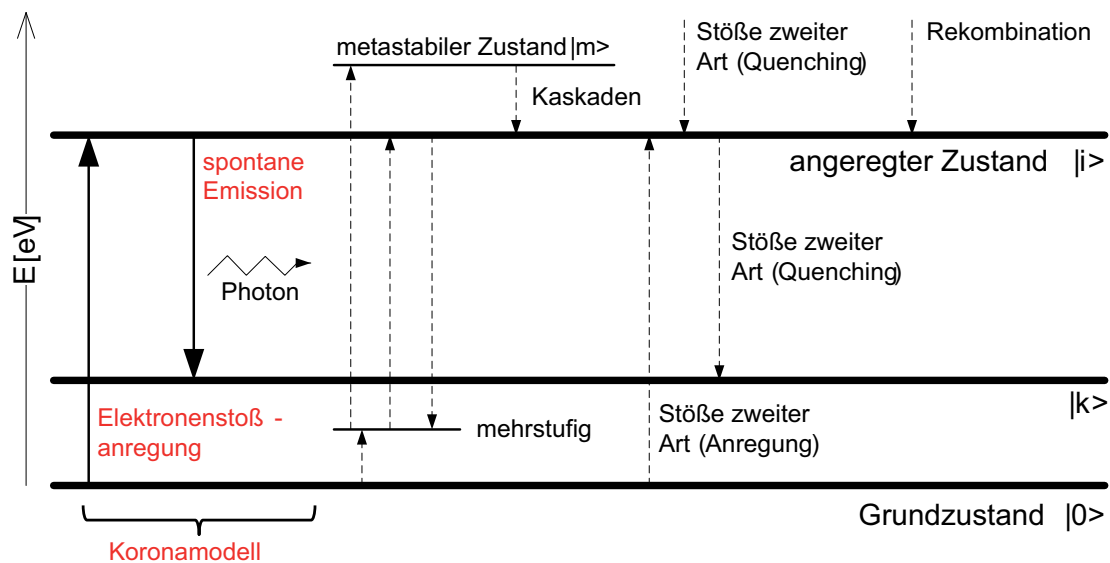 E [eV]
metastabiler Zustand |m>
Kaskaden
Stöße zweiter
Art (Quenching)
Rekombination
spontane
Emission
angeregter Zustand |i>
Photon
Stöße zweiter
Art (Quenching)
Elektronenstoß -
anregung
mehrstufig
Stöße zweiter
Art (Anregung)
|k>
Grundzustand |0>
Koronamodell